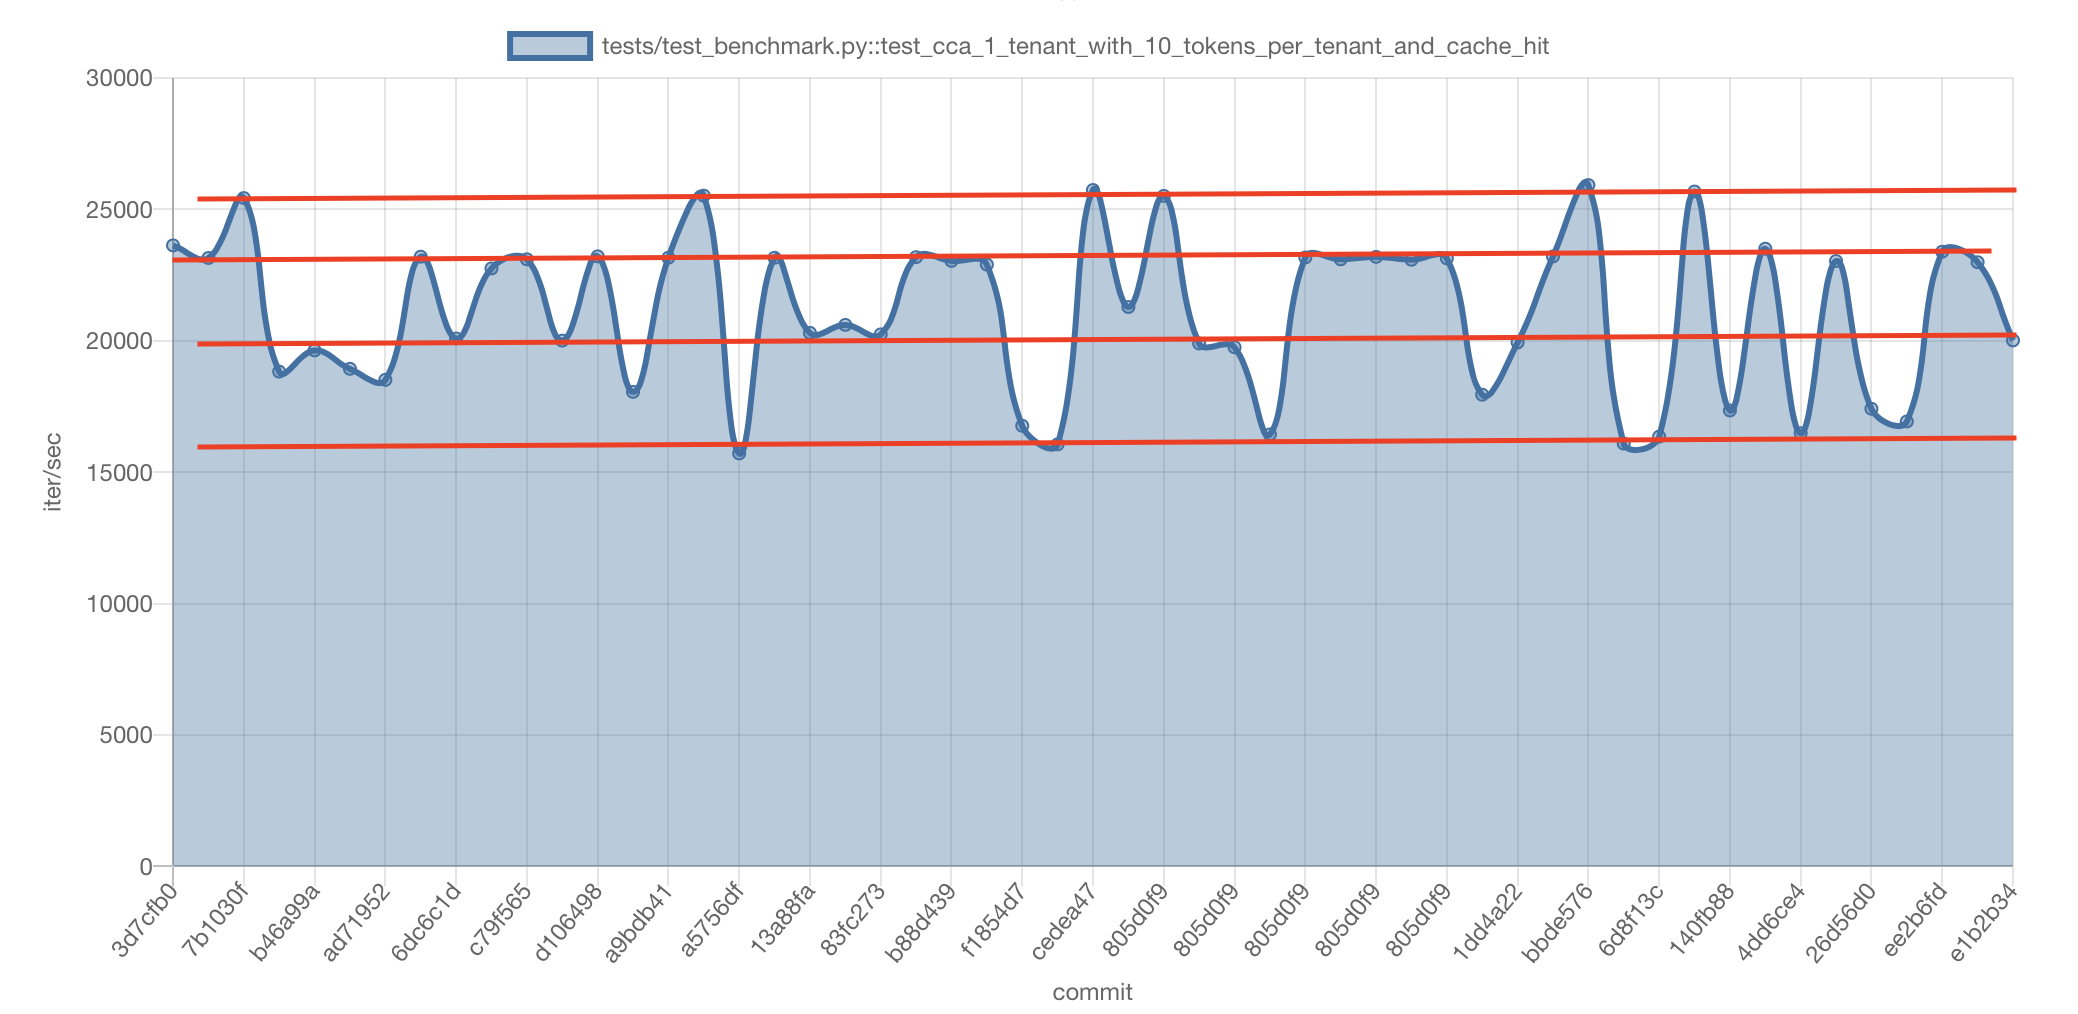 tests/test_benchmark.py::test_cca_1_tenant_with_10_tokens_per_tenant_and_cache_hit
30000
25000
20000
15000
10000
5000
0
iter/sec
3d7cfb0
7b1030f
b46a99a
ad71952
6dc6c1d
c79f565
d106498
a9bdb41
a5756df
13a88fa
83fc273
b88d439
f1854d7
cedea47
805d0f9
805d0f9
805d0f9
805d0f9
805d0f9
1dd4a22
bbde576
6d8f13c
140fb88
4dd6ce4
26d56d0
ee2b6fd
e1b2b34
commit